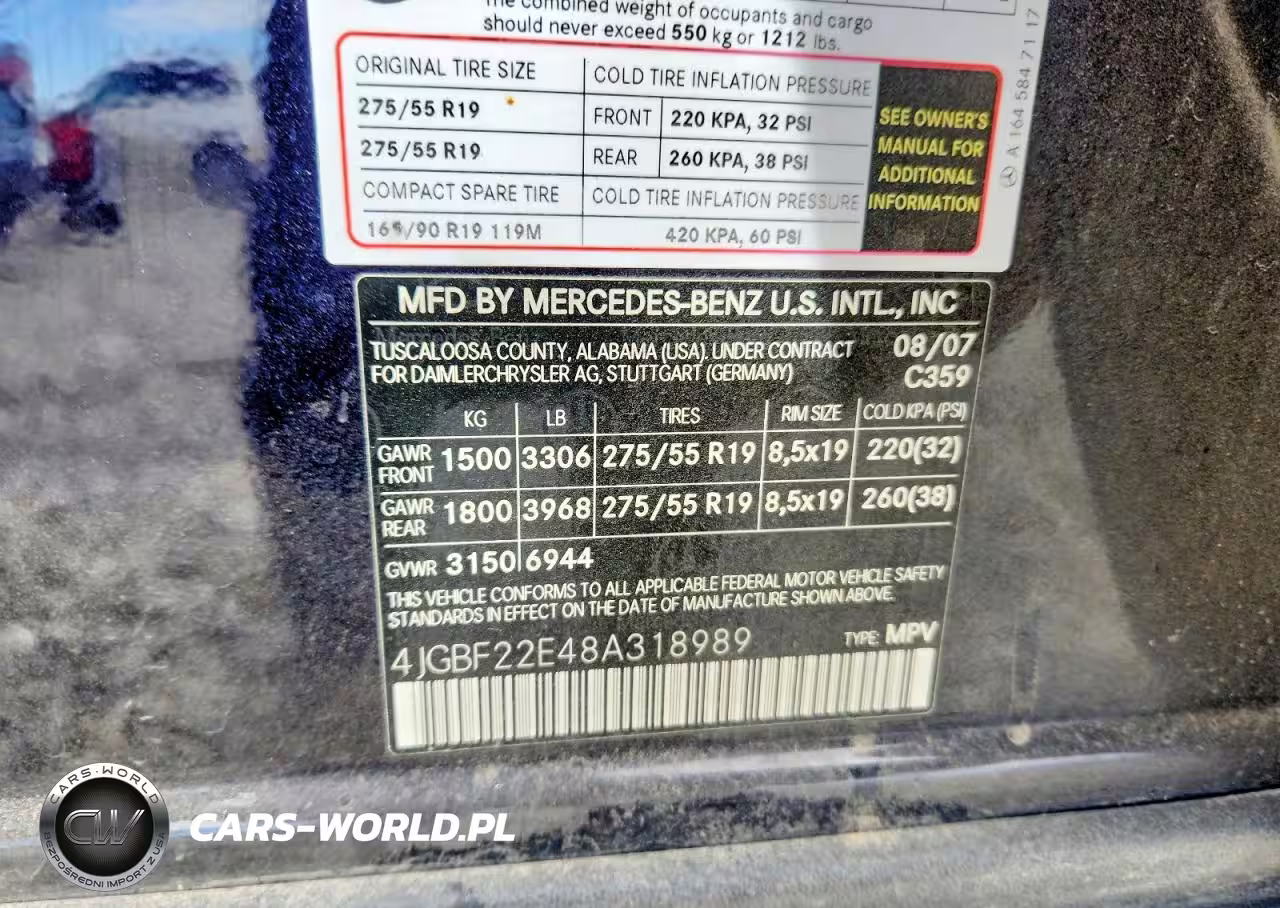 The combined weight of occupants and cargo
should never exceed 550 kg or 1212 lbs.
ORIGINAL TIRE SIZE COLD TIRE INFLATION PRESSURE
275/55 R19 FRONT 220 KPA, 32 PSI
275/55 R19 REAR 260 KPA, 38 PSI
COMPACT SPARE TIRE COLD TIRE INFLATION PRESSURE
R19 119M 420 KPA, 60 PSI
SEE OWNER'S
MANUAL FOR
ADDITIONAL
INFORMATION
A 164 584 71 17
MFD BY MERCEDES-BENZ U.S. INTL., INC
TUSCALOOSA COUNTY, ALABAMA (USA). UNDER CONTRACT 08/07
FOR DAIMLERCHRYSLER AG, STUTTGART (GERMANY) C359
KG LB TIRES RIM SIZE COLD KPA (PSI)
GAWR FRONT 1500 3306 275/55 R19 8,5x19 220(32)
GAWR REAR 1800 3968 275/55 R19 8,5x19 260(38)
GVWR 3150 6944
THIS VEHICLE CONFORMS TO ALL APPLICABLE FEDERAL MOTOR VEHICLE SAFETY
STANDARDS IN EFFECT ON THE DATE OF MANUFACTURE SHOWN ABOVE.
4JGBF22E48A318989 TYPE: MPV
CARS-WORLD
CW
BEZPOŚREDNI IMPORT Z USA
CARS-WORLD.PL